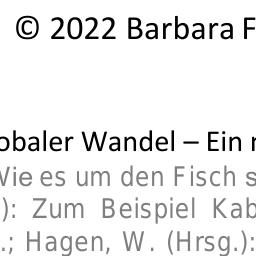 © 2022 Barbara F
obaler Wandel – Ein
Wie es um den Fisch s
): Zum Beispiel Kab
.; Hagen, W. (Hrsg.):